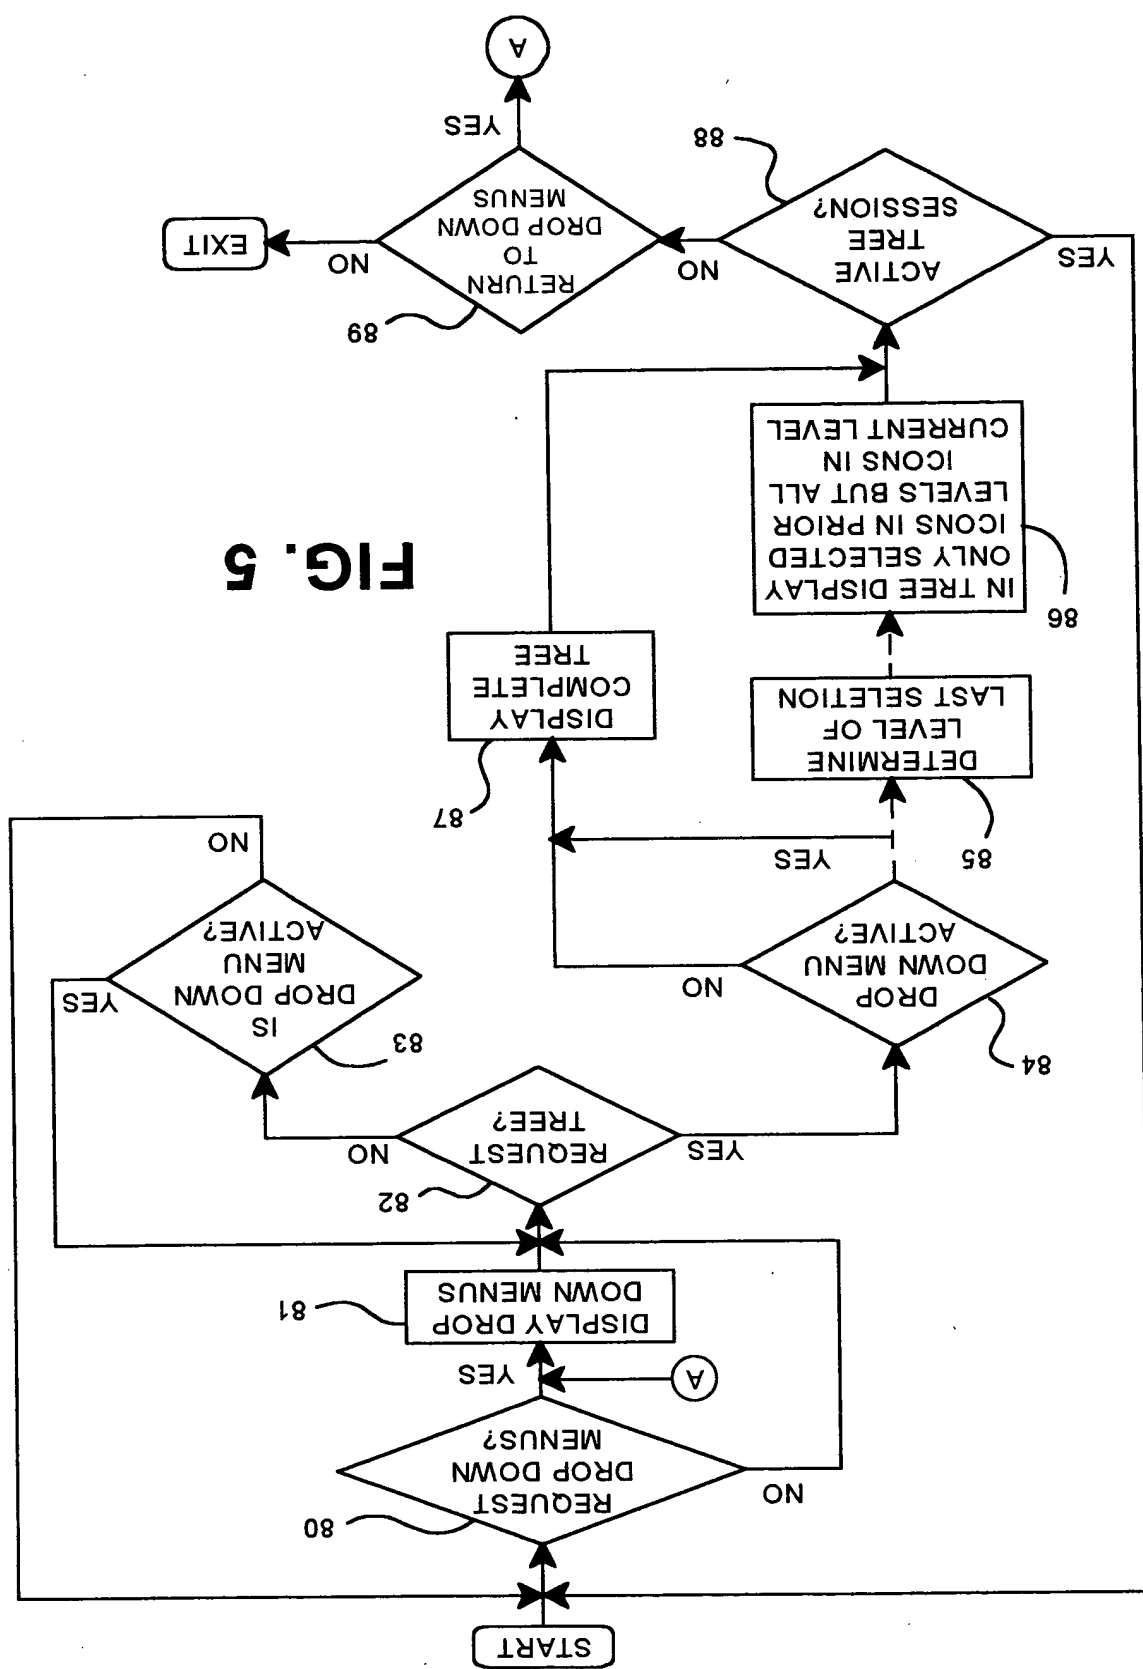 START
80
REQUEST
DROP DOWN
MENUS?
NO
YES
A
DISPLAY DROP
DOWN MENUS
81
82
REQUEST
TREE?
YES
NO
83
IS
DROP DOWN
MENU
ACTIVE?
YES
NO
84
DROP
DOWN MENU
ACTIVE?
NO
YES
85
DETERMINE
LEVEL OF
LAST SELETION
87
DISPLAY
COMPLETE
TREE
86
IN TREE DISPLAY
ONLY SELECTED
ICONS IN PRIOR
LEVELS BUT ALL
ICONS IN
CURRENT LEVEL
FIG. 5
88
ACTIVE
TREE
SESSION?
YES
NO
89
RETURN
TO
DROP DOWN
MENUS
NO
EXIT
YES
A